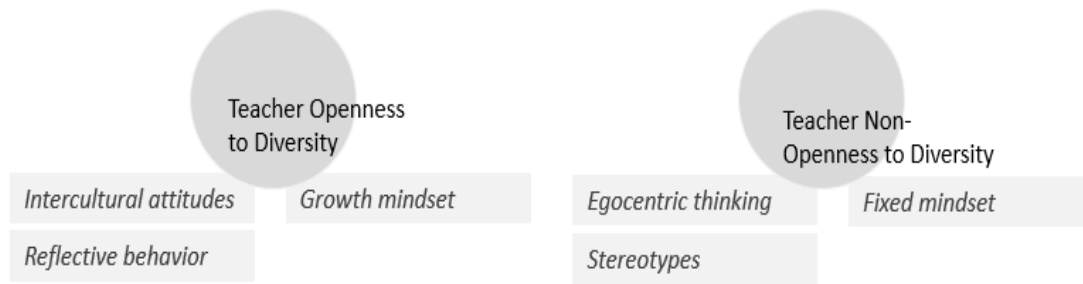 Teacher Openness
to Diversity
Intercultural attitudes
Growth mindset
Reflective behavior
Teacher Non-
Openness to Diversity
Egocentric thinking
Fixed mindset
Stereotypes